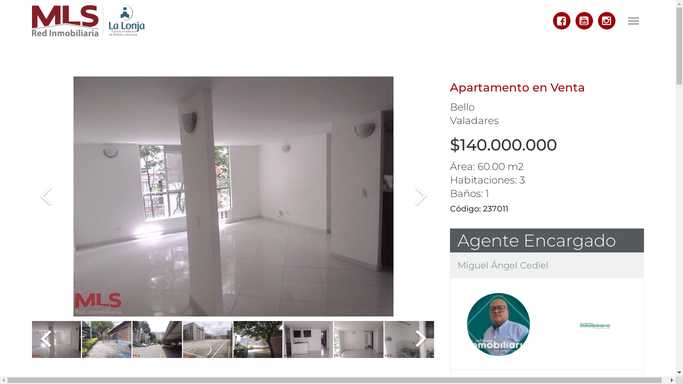 MLS
Red Inmobiliaria
La Lonja
Apartamento en Venta
Bello
Valadares
$140.000.000
Área: 60.00 m2
Habitaciones: 3
Baños: 1
Código: 237011
Agente Encargado
Miguel Ángel Cediel
MLS
Red Inmobiliaria